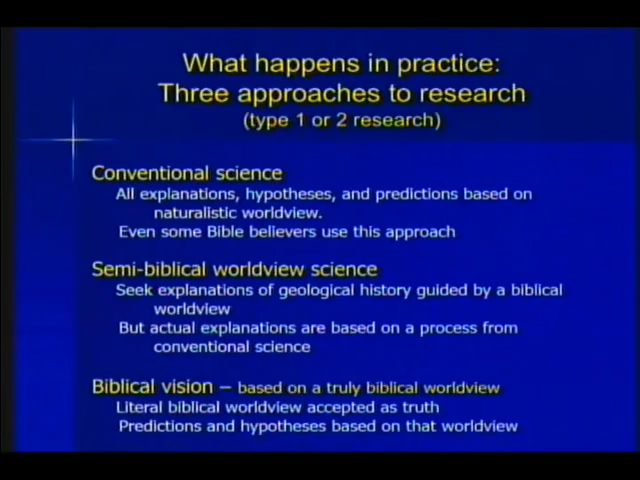 What happens in practice:
Three approaches to research
(type 1 or 2 research)
Conventional science
All explanations, hypotheses, and predictions based on
naturalistic worldview.
Even some Bible believers use this approach
Semi-biblical worldview science
Seek explanations of geological history guided by a biblical
worldview
But actual explanations are based on a process from
conventional science
Biblical vision – based on a truly biblical worldview
Literal biblical worldview accepted as truth
Predictions and hypotheses based on that worldview